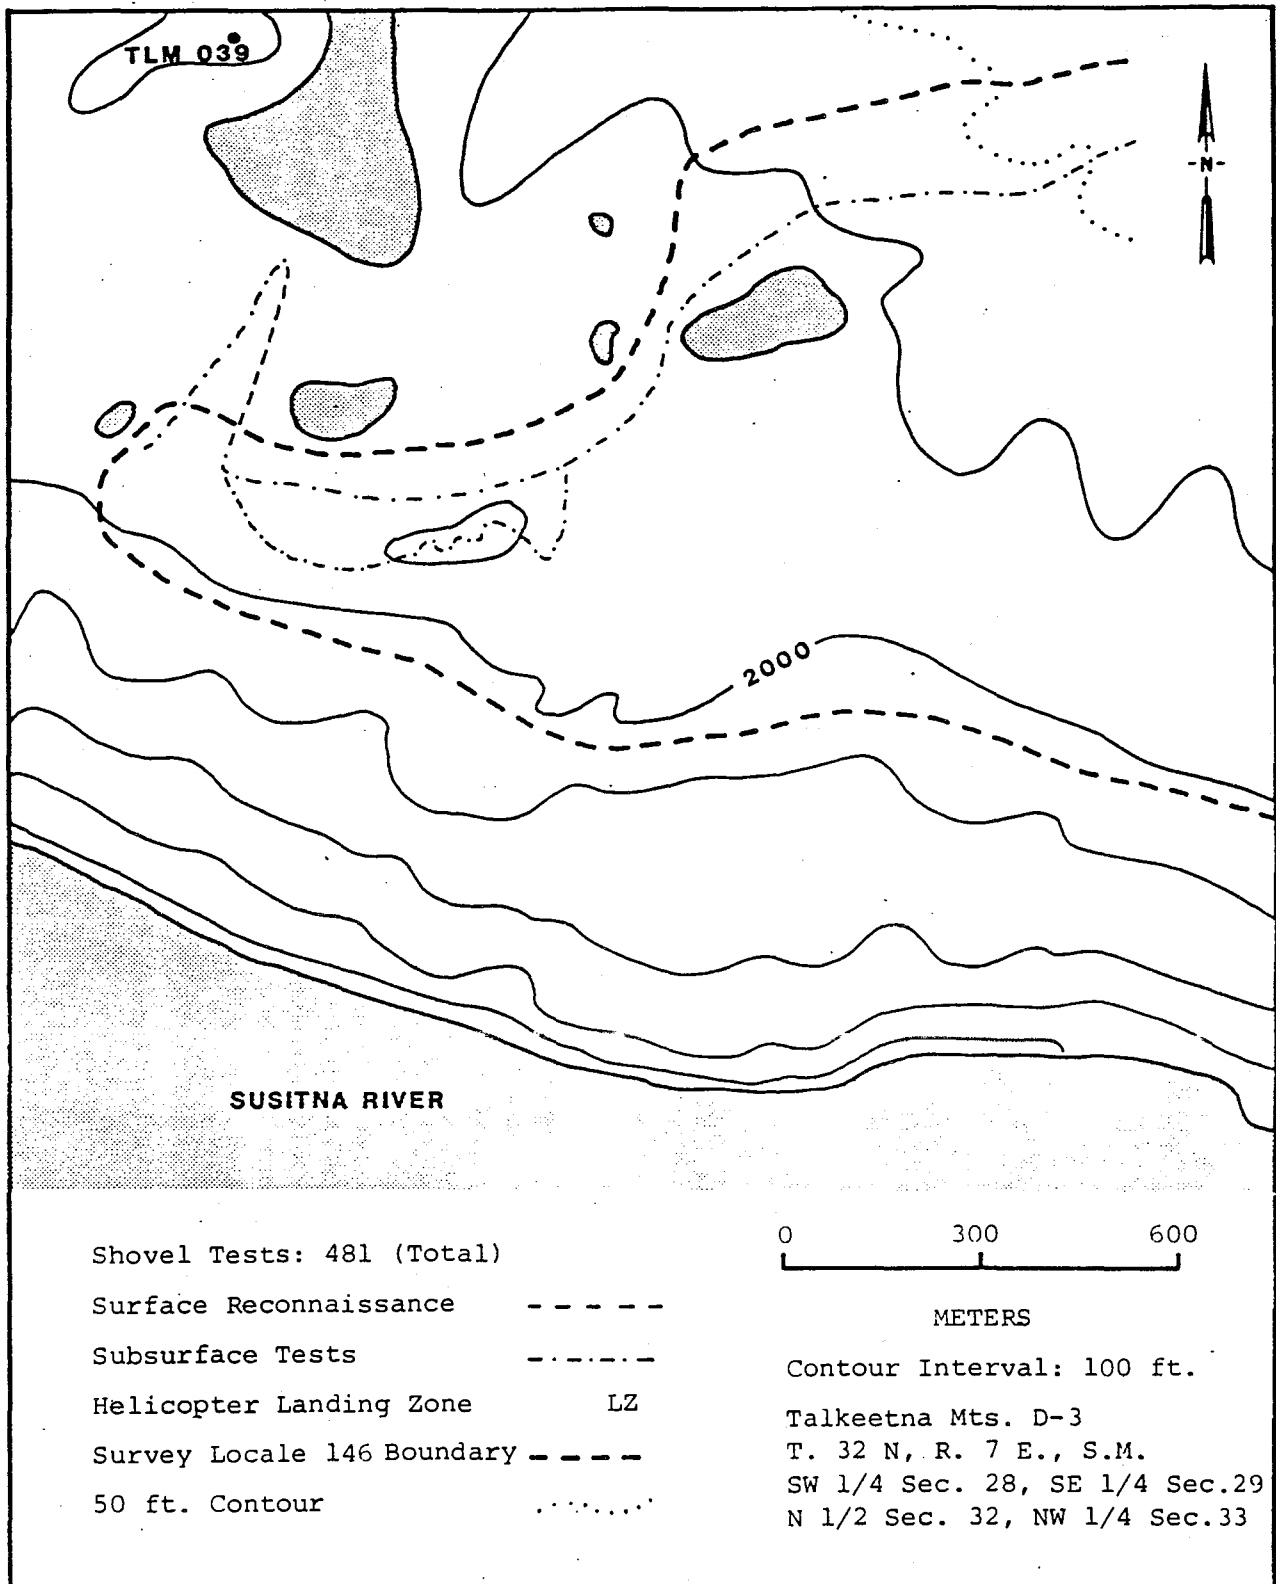 TLM 039
-N-
2000
SUSITNA RIVER
Shovel Tests: 481 (Total)
Surface Reconnaissance
Subsurface Tests
Helicopter Landing Zone LZ
Survey Locale 146 Boundary
50 ft. Contour
0 300 600
METERS
Contour Interval: 100 ft.
Talkeetna Mts. D-3
T. 32 N, R. 7 E., S.M.
SW 1/4 Sec. 28, SE 1/4 Sec.29
N 1/2 Sec. 32, NW 1/4 Sec.33